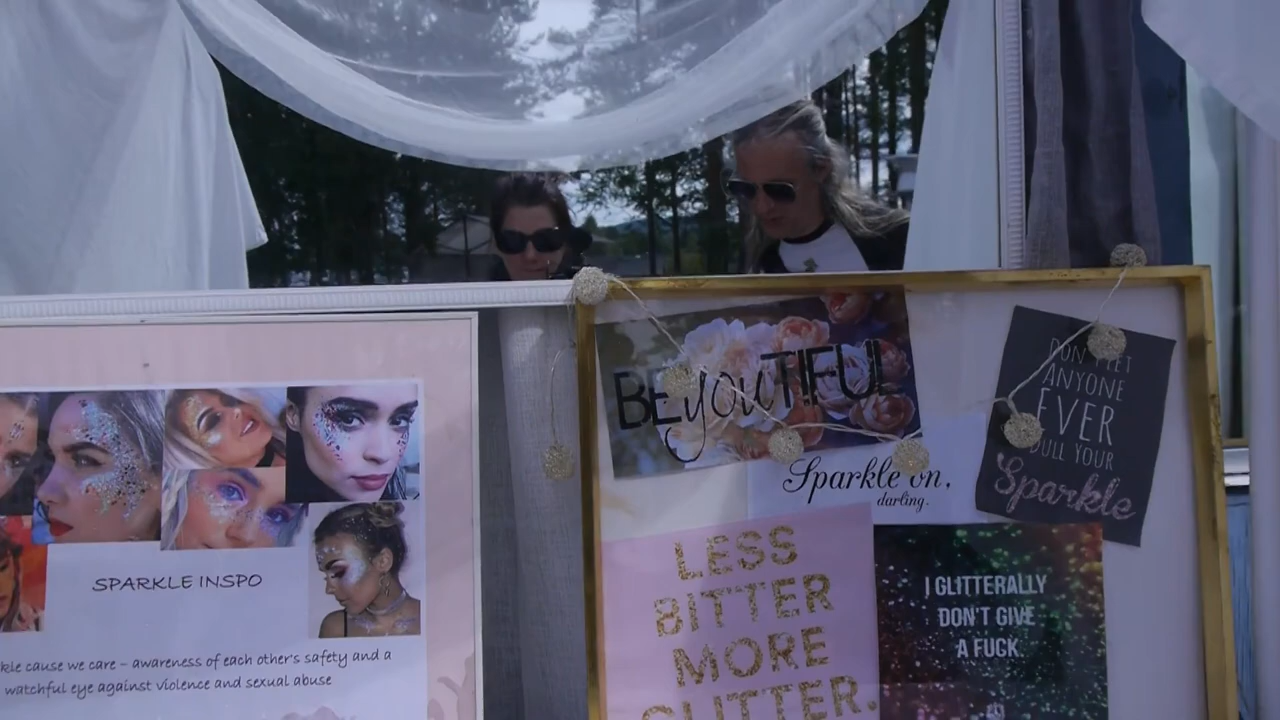 SPARKLE INSPO
cause we care – awareness of each other's safety and a
watchful eye against violence and sexual abuse
BEyouTIFUL
Sparkle on,
darling.
DON'T LET
ANYONE
EVER
DULL YOUR
Sparkle
LESS
BITTER
MORE
GLITTER.
I GLITTERALLY
DON'T GIVE
A FUCK.